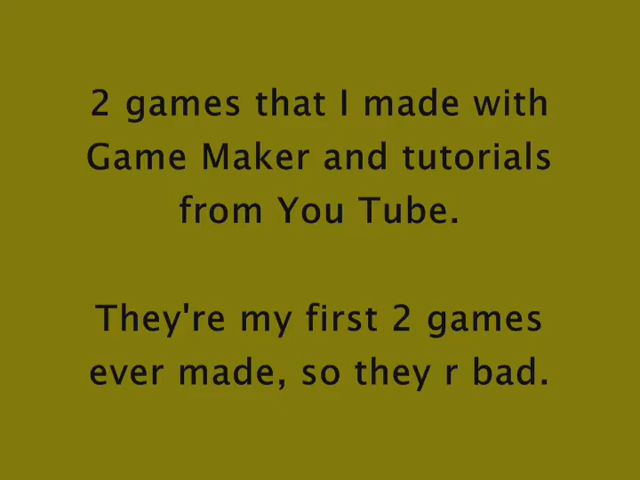 2 games that I made with
Game Maker and tutorials
from You Tube.
They're my first 2 games
ever made, so they r bad.